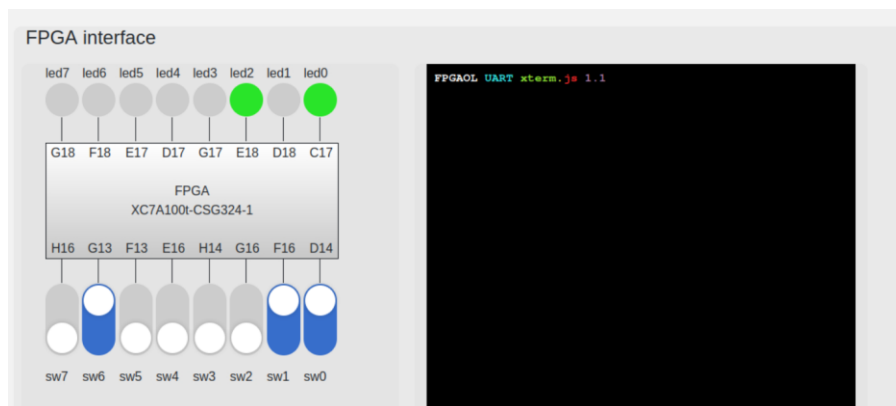 FPGA interface
led7 led6 led5 led4 led3 led2 led1 led0
G18 F18 E17 D17 G17 E18 D18 C17
FPGA
XC7A100t-CSG324-1
H16 G13 F13 E16 H14 G16 F16 D14
sw7 sw6 sw5 sw4 sw3 sw2 sw1 sw0
FPGAOL UART xterm.js 1.1